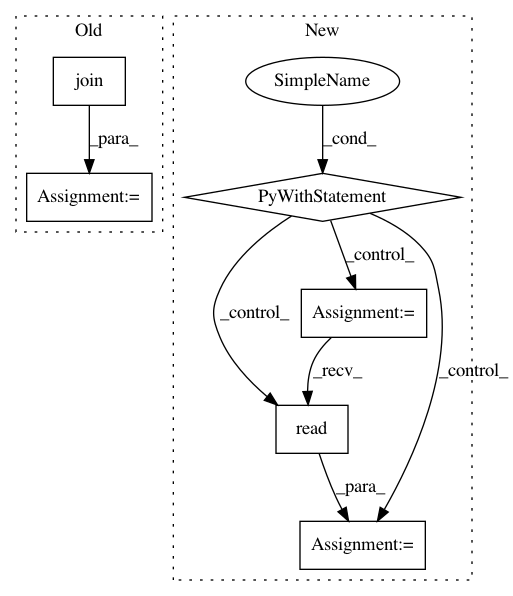 Old
New
join
SimpleName
_para_
_cond_
Assignment:=
PyWithStatement
_control_
_control_
Assignment:=
_control_
_recv_
read
_para_
Assignment:=